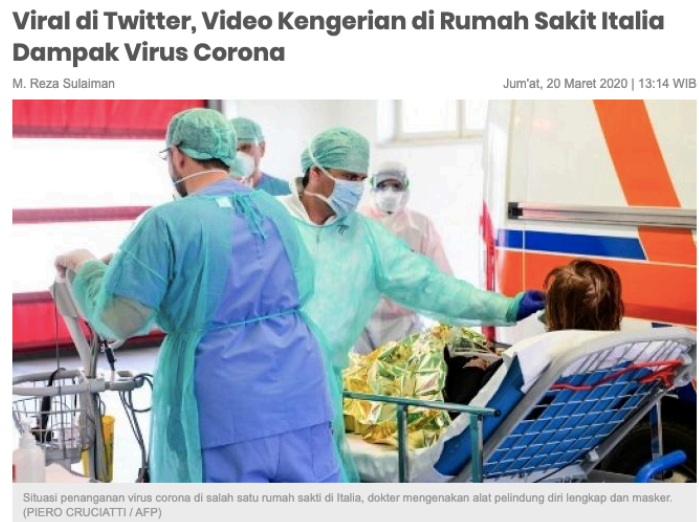 Viral di Twitter, Video Kengerian di Rumah Sakit Italia
Dampak Virus Corona
M. Reza Sulaiman
Jum'at, 20 Maret 2020 | 13:14 WIB
Situasi penanganan virus corona di salah satu rumah sakti di Italia, dokter mengenakan alat pelindung diri lengkap dan masker.
(PIERO CRUCIATTI / AFP)